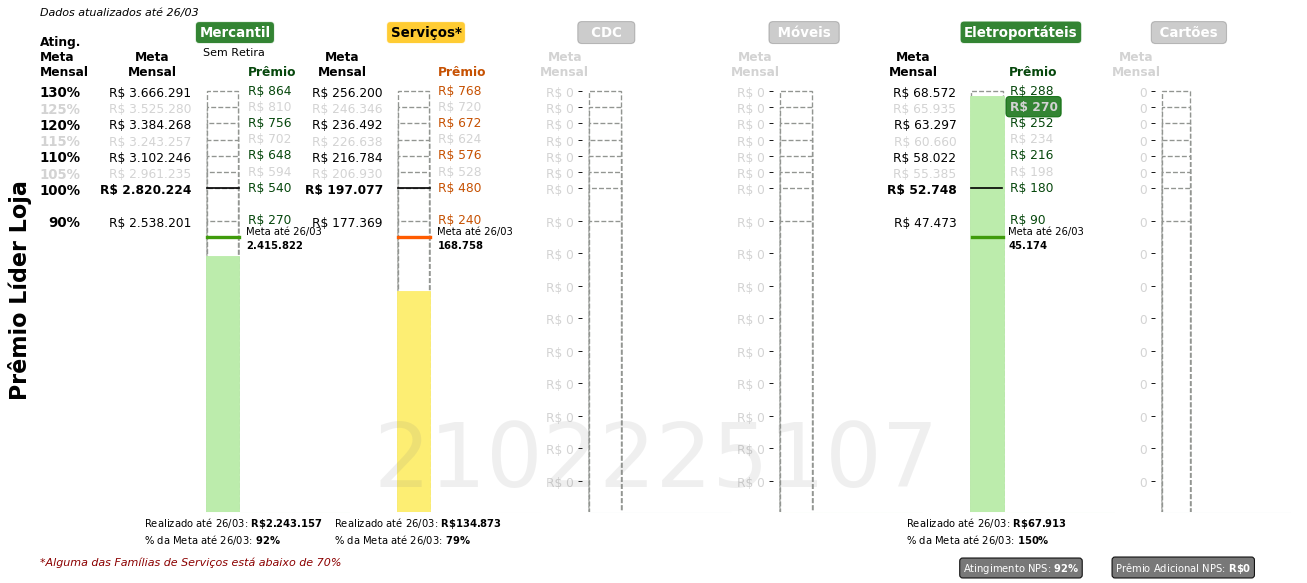 Dados atualizados até 26/03
Mercantil Serviços* CDC Móveis Eletroportáteis Cartões
Sem Retira
Ating. Meta Mensal
Meta Mensal Prêmio Meta Mensal Prêmio Meta Mensal Meta Mensal Meta Mensal Prêmio Meta Mensal
130% R$ 3.666.291 R$ 864 R$ 256.200 R$ 768 R$ 0 R$ 0 R$ 68.572 R$ 288 0
125% R$ 3.525.280 R$ 810 R$ 246.346 R$ 720 R$ 0 R$ 0 R$ 65.935 R$ 270 0
120% R$ 3.384.268 R$ 756 R$ 236.492 R$ 672 R$ 0 R$ 0 R$ 63.297 R$ 252 0
115% R$ 3.243.257 R$ 702 R$ 226.638 R$ 624 R$ 0 R$ 0 R$ 60.660 R$ 234 0
110% R$ 3.102.246 R$ 648 R$ 216.784 R$ 576 R$ 0 R$ 0 R$ 58.022 R$ 216 0
105% R$ 2.961.235 R$ 594 R$ 206.930 R$ 528 R$ 0 R$ 0 R$ 55.385 R$ 198 0
100% R$ 2.820.224 R$ 540 R$ 197.077 R$ 480 R$ 0 R$ 0 R$ 52.748 R$ 180 0
90% R$ 2.538.201 R$ 270 R$ 177.369 R$ 240 R$ 0 R$ 0 R$ 47.473 R$ 90 0
Meta até 26/03 Meta até 26/03 Meta até 26/03
2.415.822 168.758 45.174
R$ 0 R$ 0 0
R$ 0 R$ 0 0
R$ 0 R$ 0 0
R$ 0 R$ 0 0
R$ 0 R$ 0 0
R$ 0 R$ 0 0
R$ 0 R$ 0 0
R$ 0 R$ 0 0
Prêmio Líder Loja
2102225107
Realizado até 26/03: R$2.243.157 Realizado até 26/03: R$134.873 Realizado até 26/03: R$67.913
% da Meta até 26/03: 92% % da Meta até 26/03: 79% % da Meta até 26/03: 150%
*Alguma das Famílias de Serviços está abaixo de 70%
Atingimento NPS: 92% Prêmio Adicional NPS: R$0